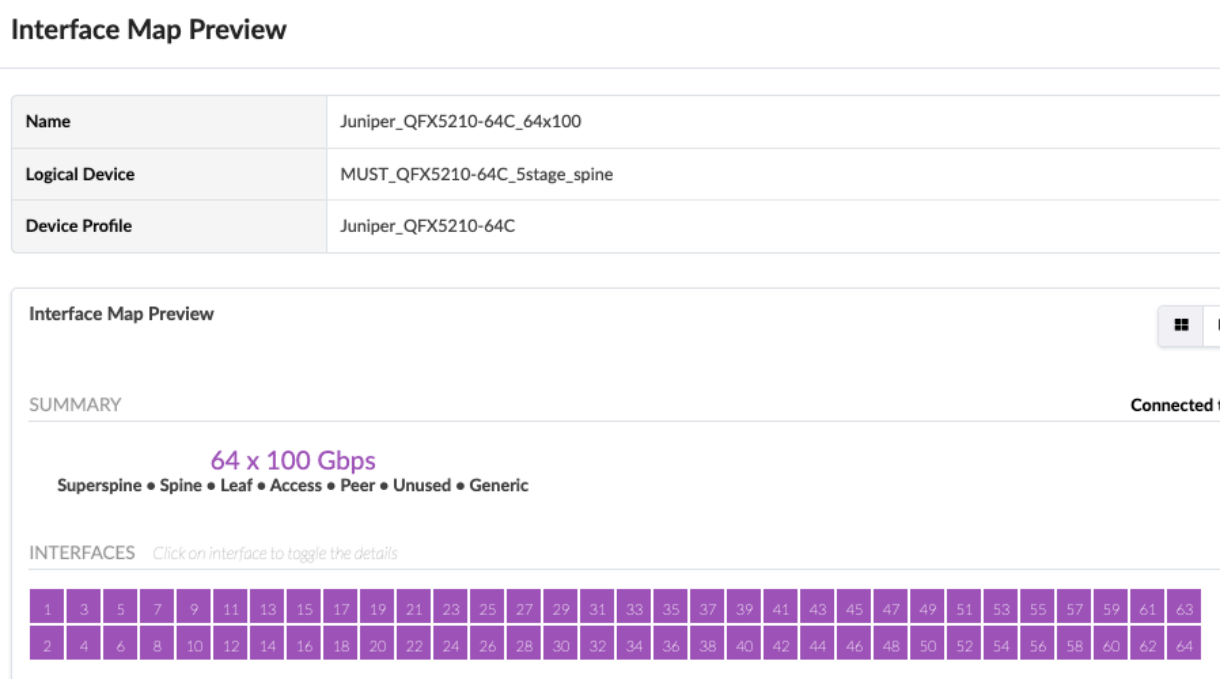 Interface Map Preview
Name Juniper_QFX5210-64C_64x100
Logical Device MUST_QFX5210-64C_5stage_spine
Device Profile Juniper_QFX5210-64C
Interface Map Preview
SUMMARY Connected
64 x 100 Gbps
Superspine • Spine • Leaf • Access • Peer • Unused • Generic
INTERFACES Click on interface to toggle the details
1 3 5 7 9 11 13 15 17 19 21 23 25 27 29 31 33 35 37 39 41 43 45 47 49 51 53 55 57 59 61 63
2 4 6 8 10 12 14 16 18 20 22 24 26 28 30 32 34 36 38 40 42 44 46 48 50 52 54 56 58 60 62 64